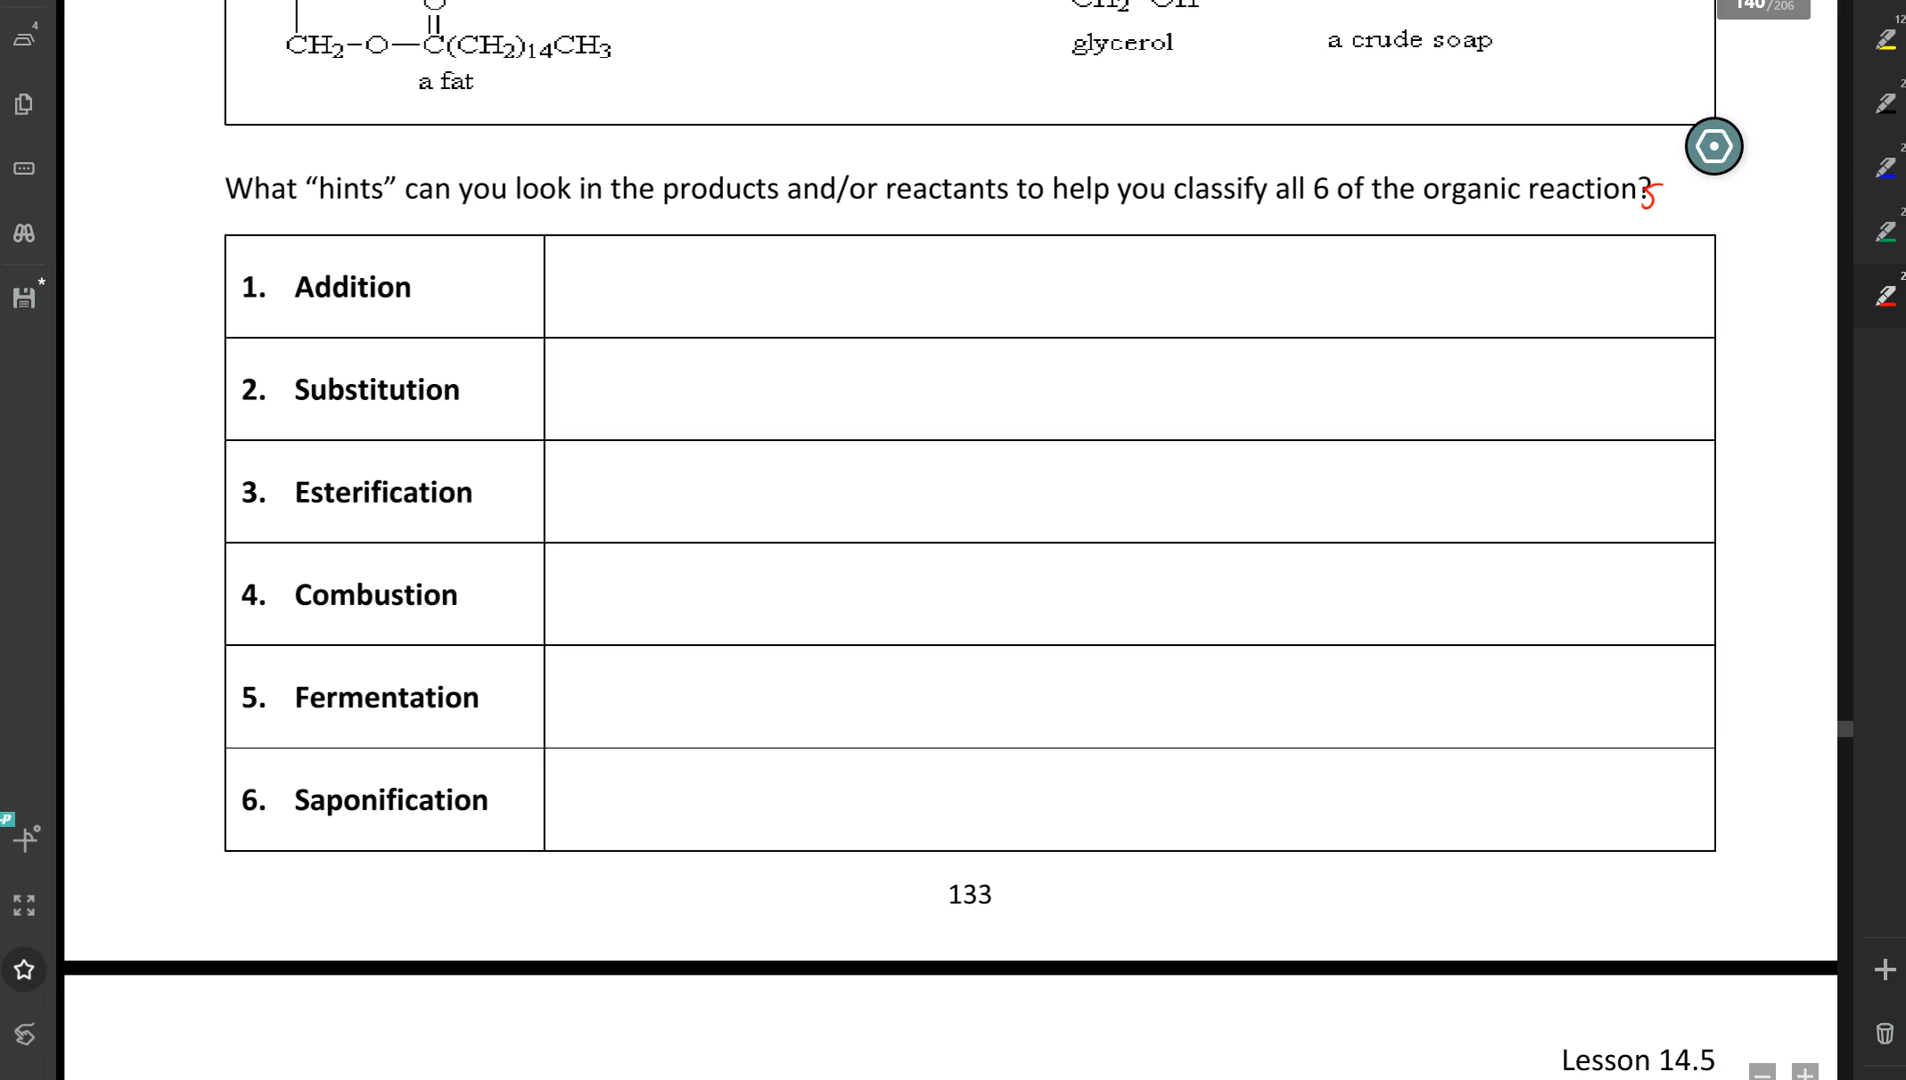 4
140/206
CH2-O—C(CH2)14CH3
glycerol
a crude soap
a fat
What “hints” can you look in the products and/or reactants to help you classify all 6 of the organic reaction?
1. Addition
2. Substitution
3. Esterification
4. Combustion
5. Fermentation
6. Saponification
133
Lesson 14.5